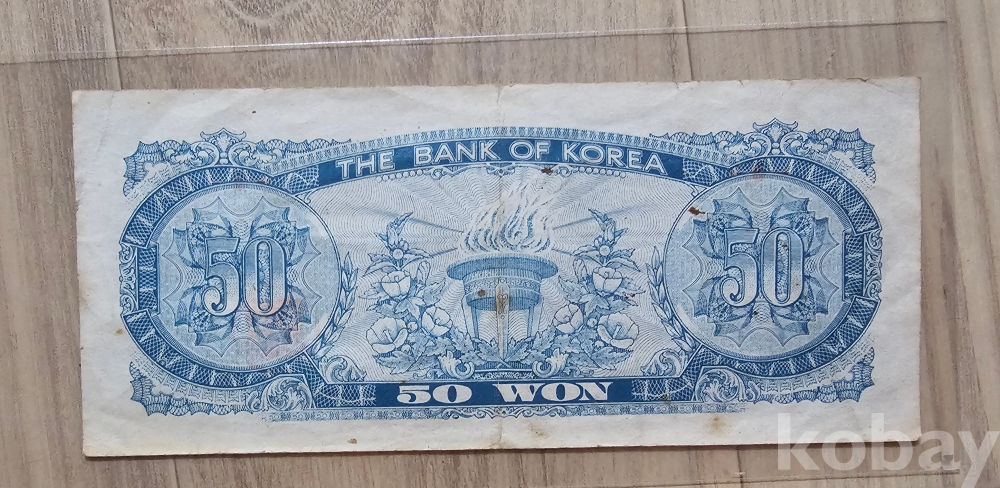 THE BANK OF KOREA
50 50
50 WON
kobay